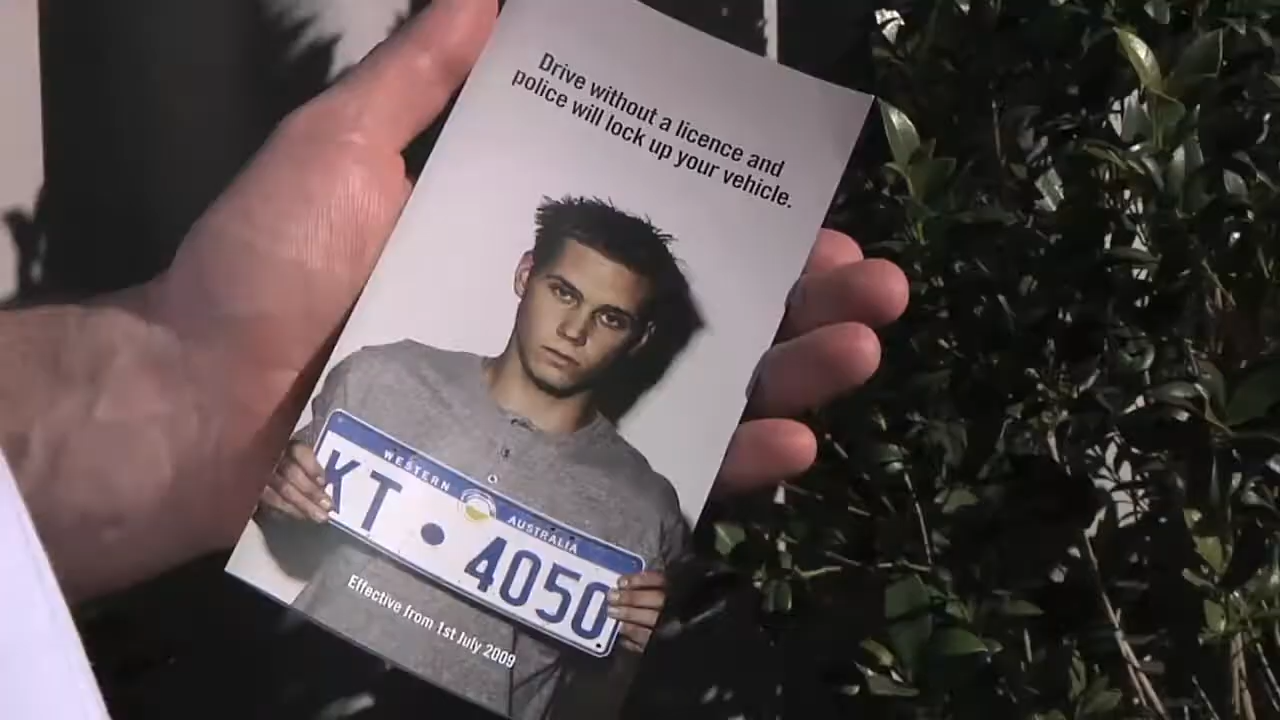 Drive without a licence and
police will lock up your vehicle.
WESTERN AUSTRALIA
KT • 4050
Effective from 1st July 2009